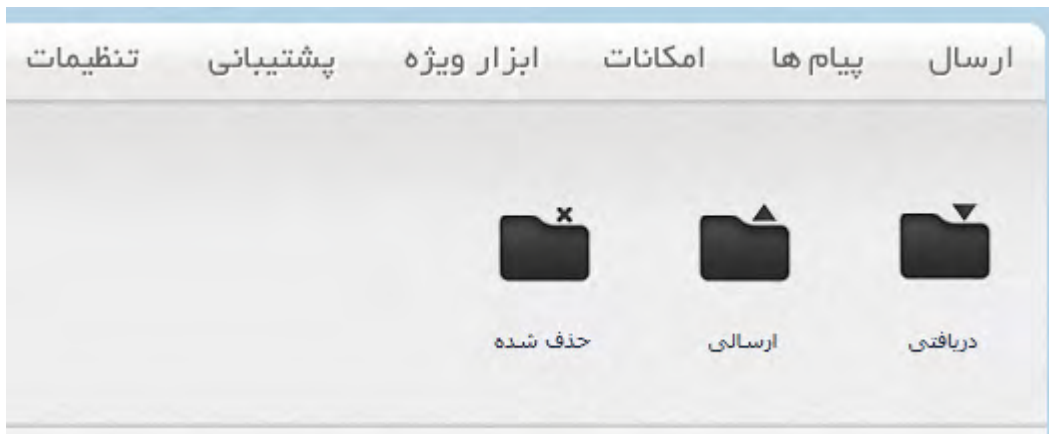 ارسال پیام ها امکانات ابزار ویژه پشتیبانی تنظیمات
دریافتی ارسالی حذف شده